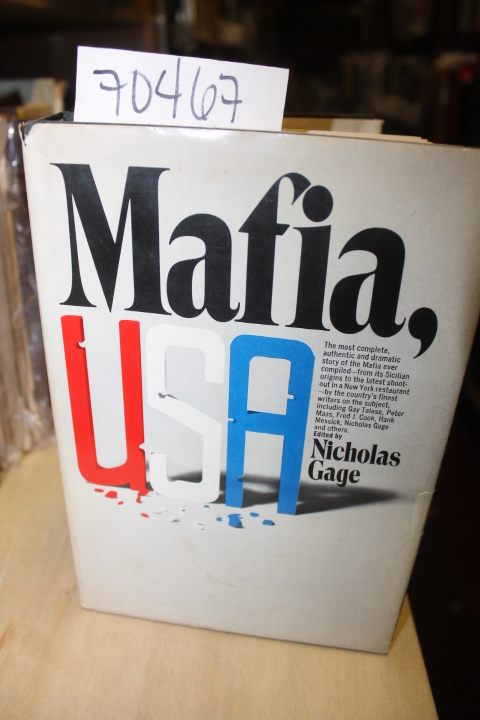 70467
Mafia,
USA
The most complete,
authentic and dramatic
story of the Mafia ever
compiled—from its Sicilian
origins to the latest shoot-
out in a New York restaurant
—by the country's finest
writers on the subject,
including Gay Talese, Peter
Maas, Fred J. Cook, Hank
Messick, Nicholas Gage
and others.
Edited by
Nicholas
Gage